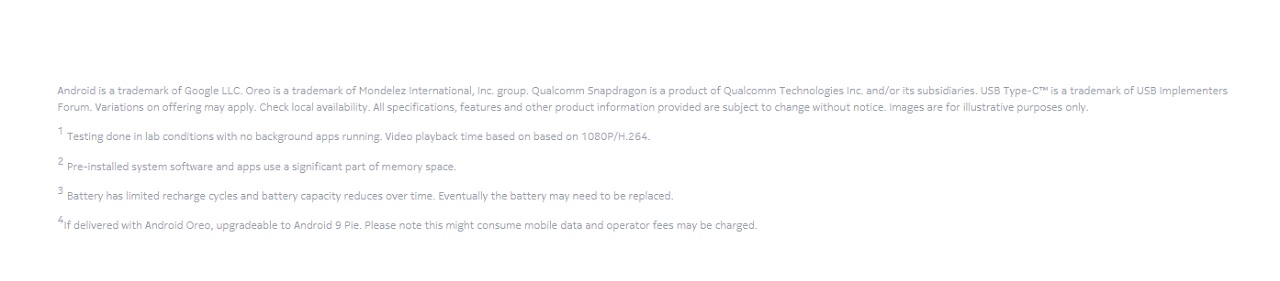 Android is a trademark of Google LLC. Oreo is a trademark of Mondelez International, Inc. group. Qualcomm Snapdragon is a product of Qualcomm Technologies Inc. and/or its subsidiaries. USB Type-C™ is a trademark of USB Implementers
Forum. Variations on offering may apply. Check local availability. All specifications, features and other product information provided are subject to change without notice. Images are for illustrative purposes only.
1 Testing done in lab conditions with no background apps running. Video playback time based on based on 1080P/H.264.
2 Pre-installed system software and apps use a significant part of memory space.
3 Battery has limited recharge cycles and battery capacity reduces over time. Eventually the battery may need to be replaced.
4If delivered with Android Oreo, upgradeable to Android 9 Pie. Please note this might consume mobile data and operator fees may be charged.